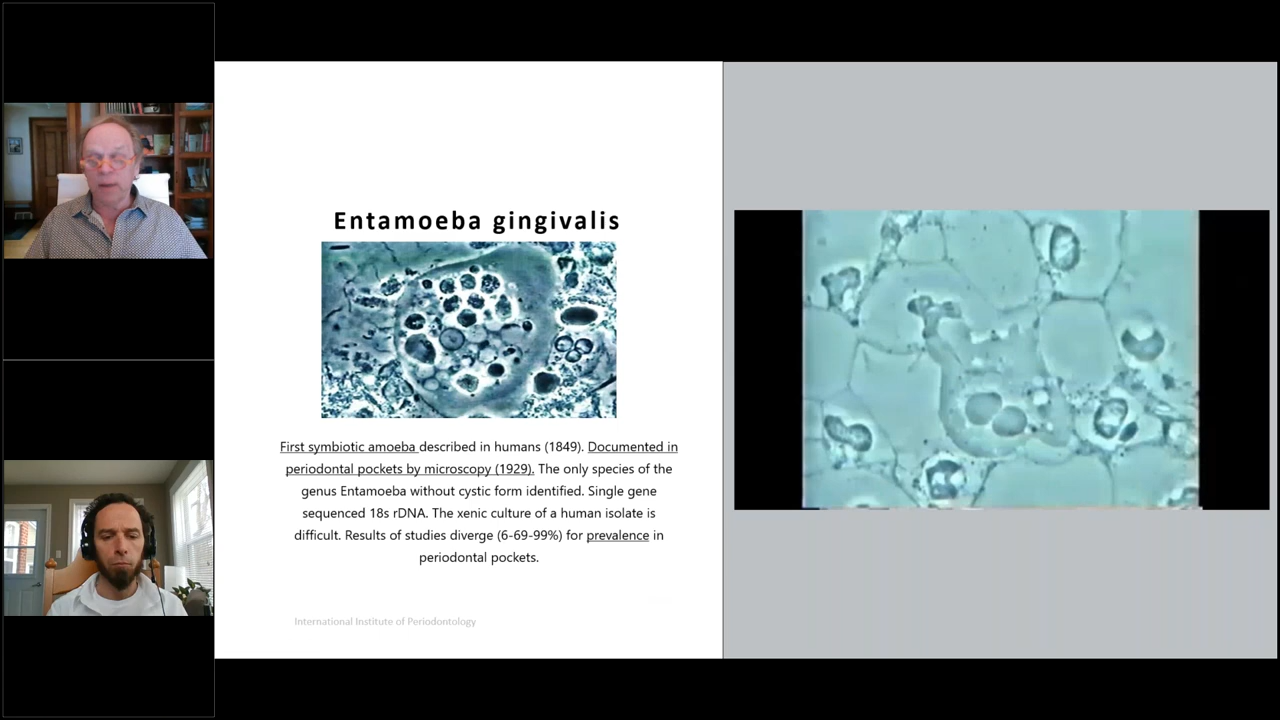 Entamoeba gingivalis
First symbiotic amoeba described in humans (1849). Documented in
periodontal pockets by microscopy (1929). The only species of the
genus Entamoeba without cystic form identified. Single gene
sequenced 18s rDNA. The xenic culture of a human isolate is
difficult. Results of studies diverge (6-69-99%) for prevalence in
periodontal pockets.
International Institute of Periodontology